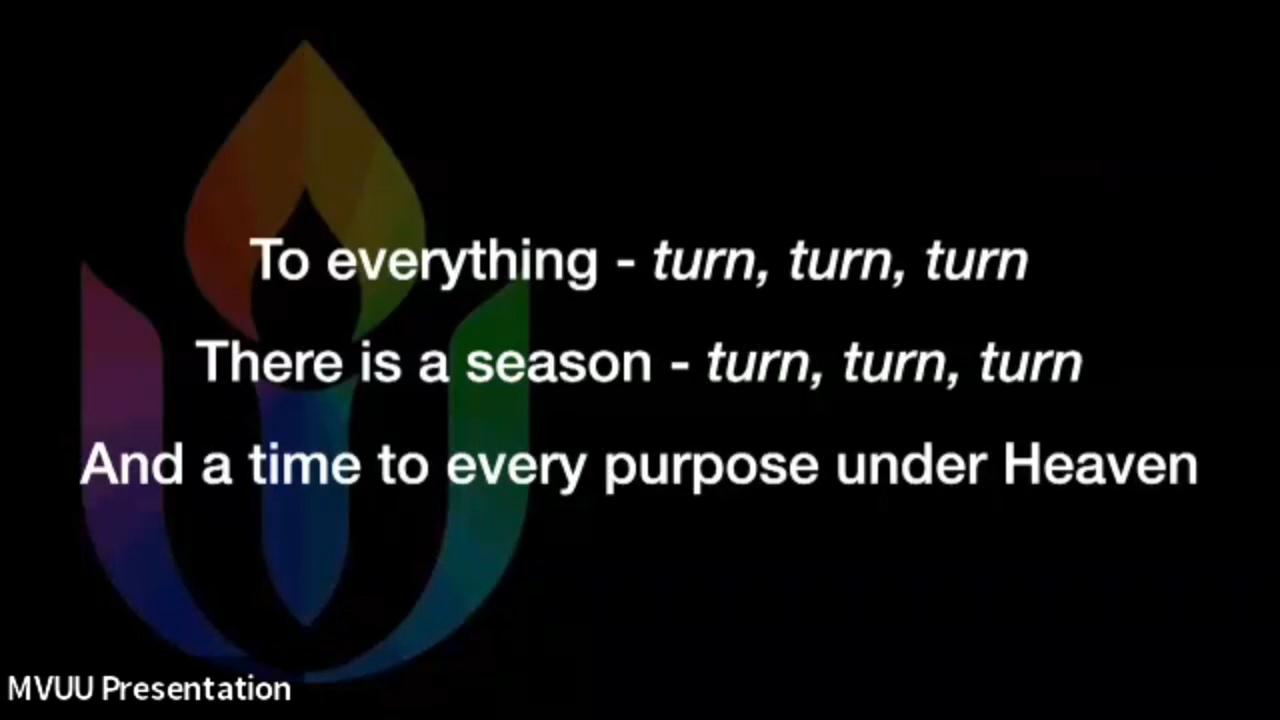 To everything - turn, turn, turn
There is a season - turn, turn, turn
And a time to every purpose under Heaven
MVUU Presentation